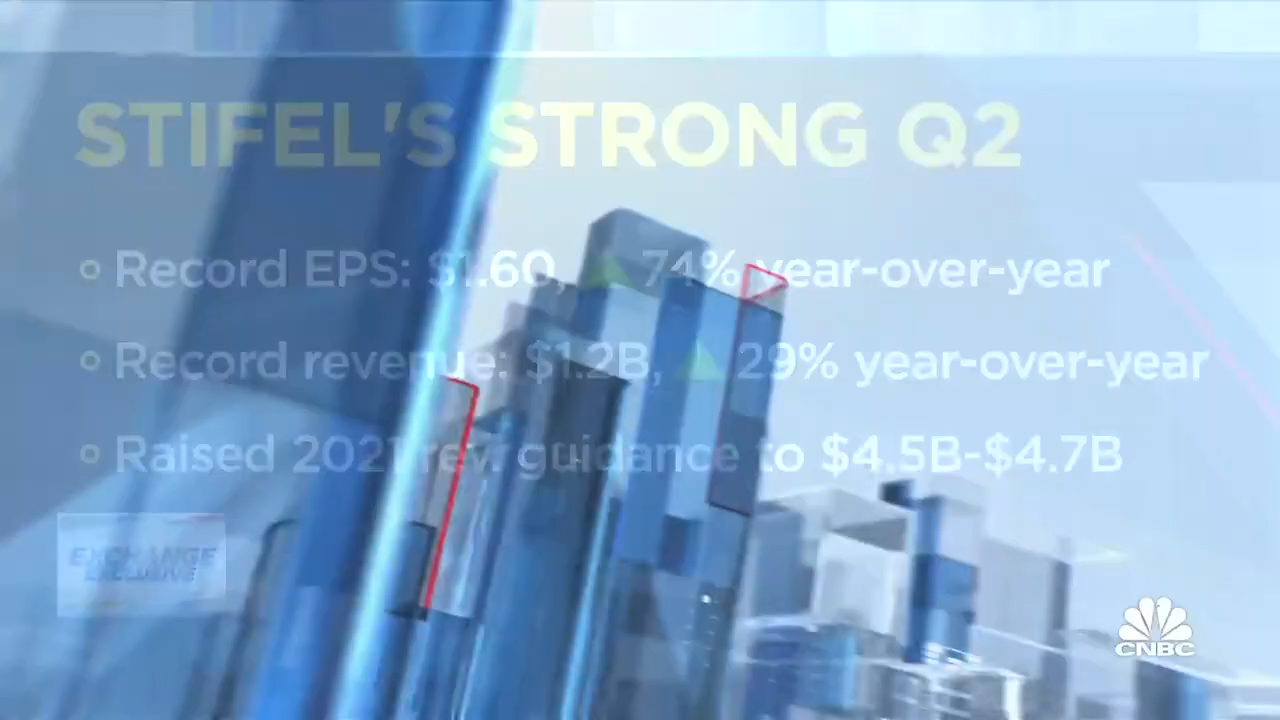 STIFEL'S STRONG Q2
Record EPS: $1.60, ▲ 74% year-over-year
Record revenue: $1.2B, ▲ 29% year-over-year
Raised 2021 rev. guidance to $4.5B-$4.7B
EXCHANGE
EXCLUSIVE
CNBC